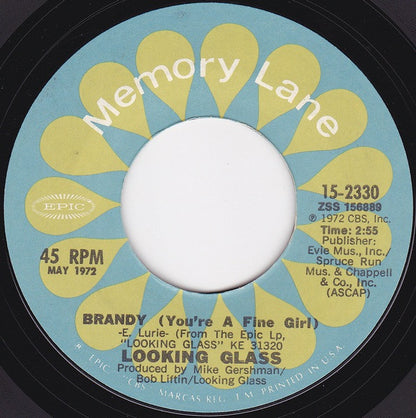 Memory Lane
EPIC
15-2330
ZSS 156889
℗ 1972 CBS, Inc.
Time: 2:55
Publisher:
Evie Mus., Inc./
Spruce Run
Mus. & Chappell
& Co., Inc.
(ASCAP)
45 RPM
MAY 1972
BRANDY (You're A Fine Girl)
-E. Lurie- (From The Epic Lp,
"LOOKING GLASS" KE 31320)
LOOKING GLASS
Produced by Mike Gershman/
Bob Liftin/Looking Glass
® EPIC, CBS MARCAS REG. T.M. PRINTED IN U.S.A.